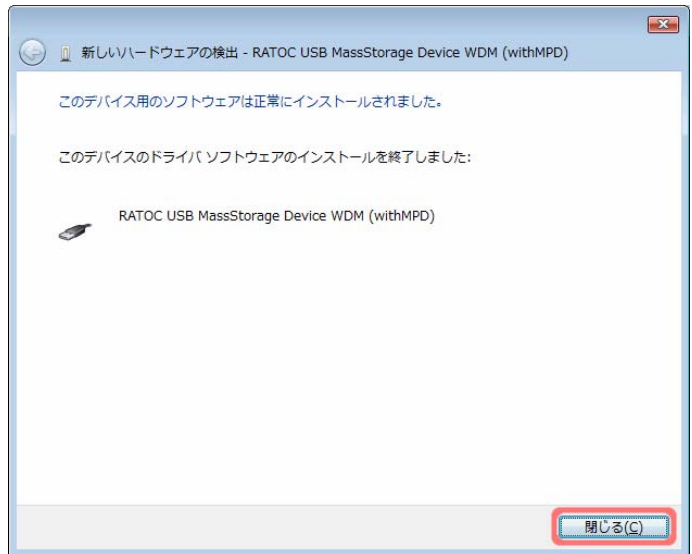 新しいハードウェアの検出 - RATOC USB MassStorage Device WDM (withMPD)
このデバイス用のソフトウェアは正常にインストールされました。
このデバイスのドライバ ソフトウェアのインストールを終了しました:
RATOC USB MassStorage Device WDM (withMPD)
閉じる(C)